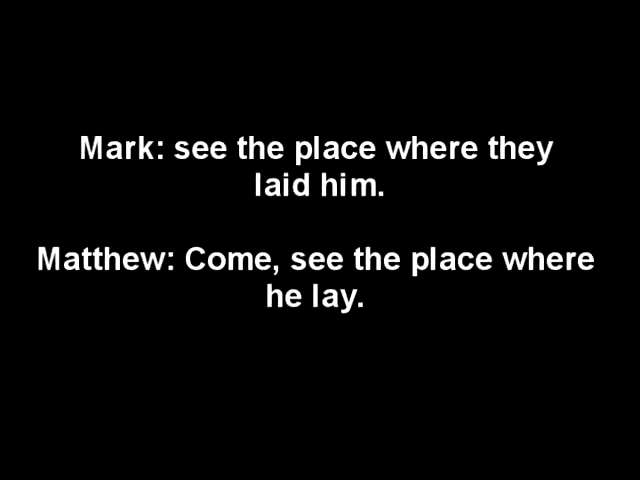 Mark: see the place where they
laid him.
Matthew: Come, see the place where
he lay.